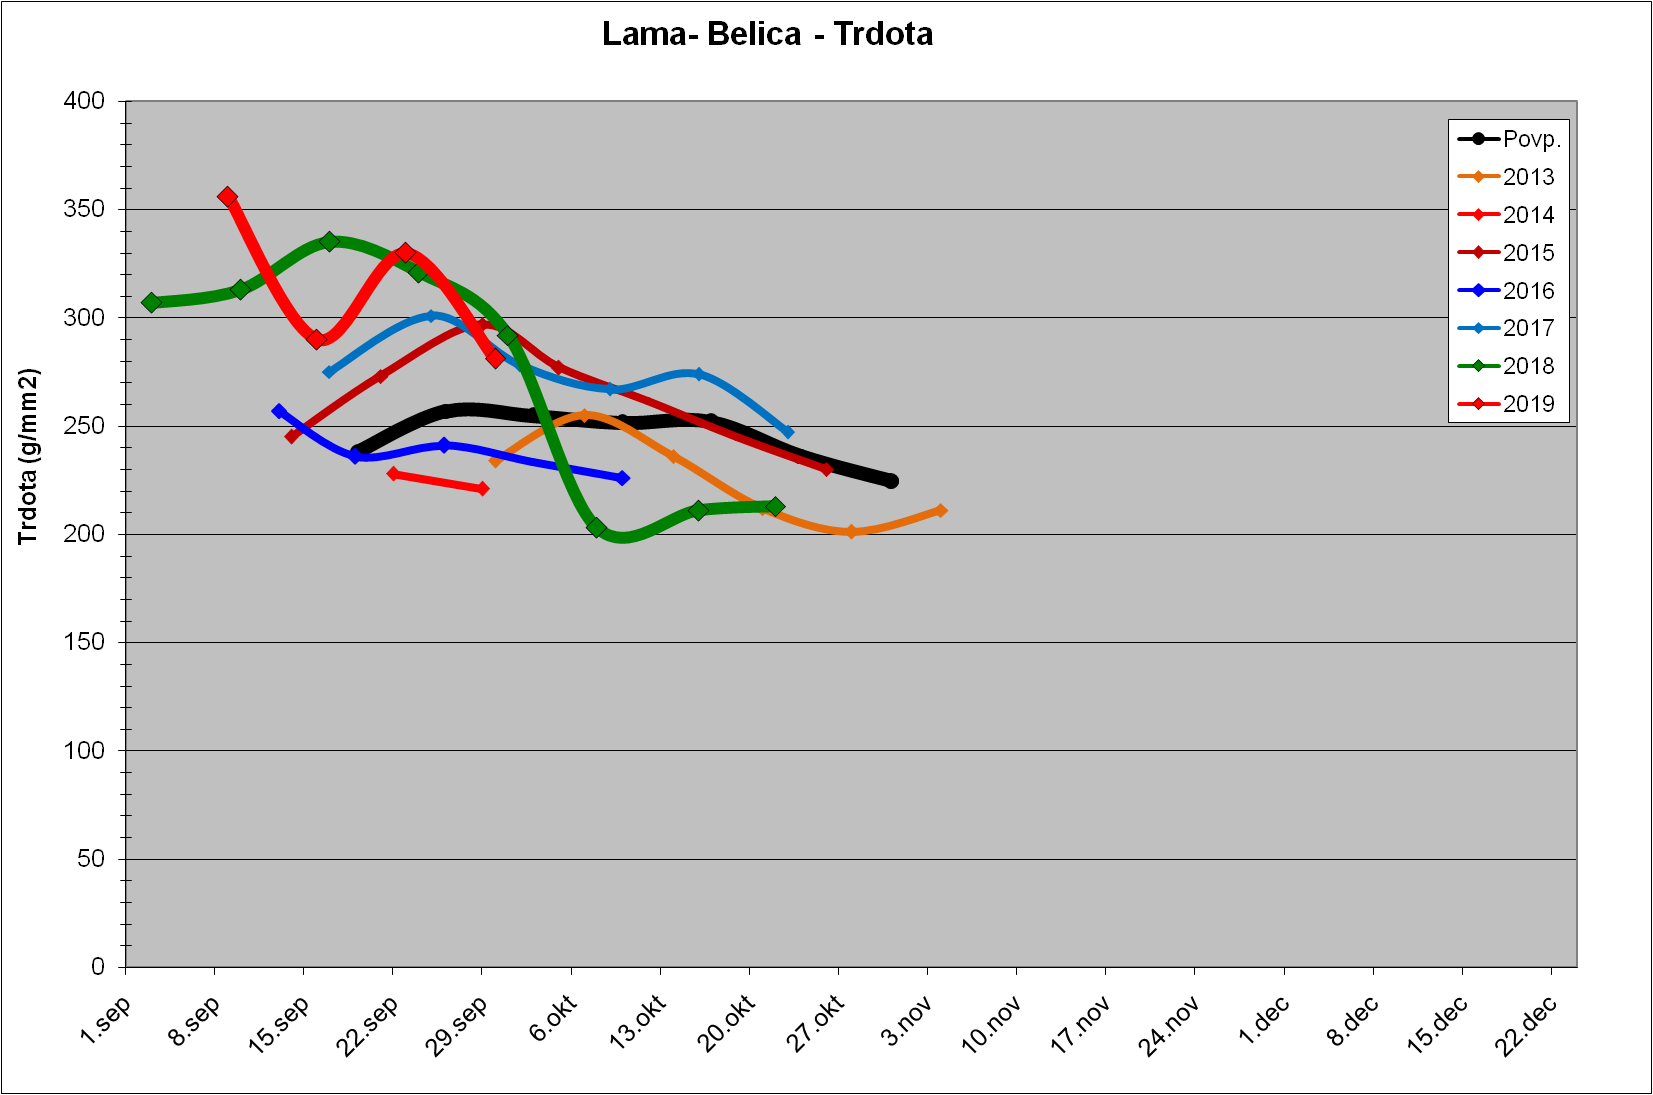 Lama- Belica - Trdota
400
350
300
250
200
150
100
50
0
Trdota (g/mm2)
Povp.
2013
2014
2015
2016
2017
2018
2019
1.sep
8.sep
15.sep
22.sep
29.sep
6.okt
13.okt
20.okt
27.okt
3.nov
10.nov
17.nov
24.nov
1.dec
8.dec
15.dec
22.dec